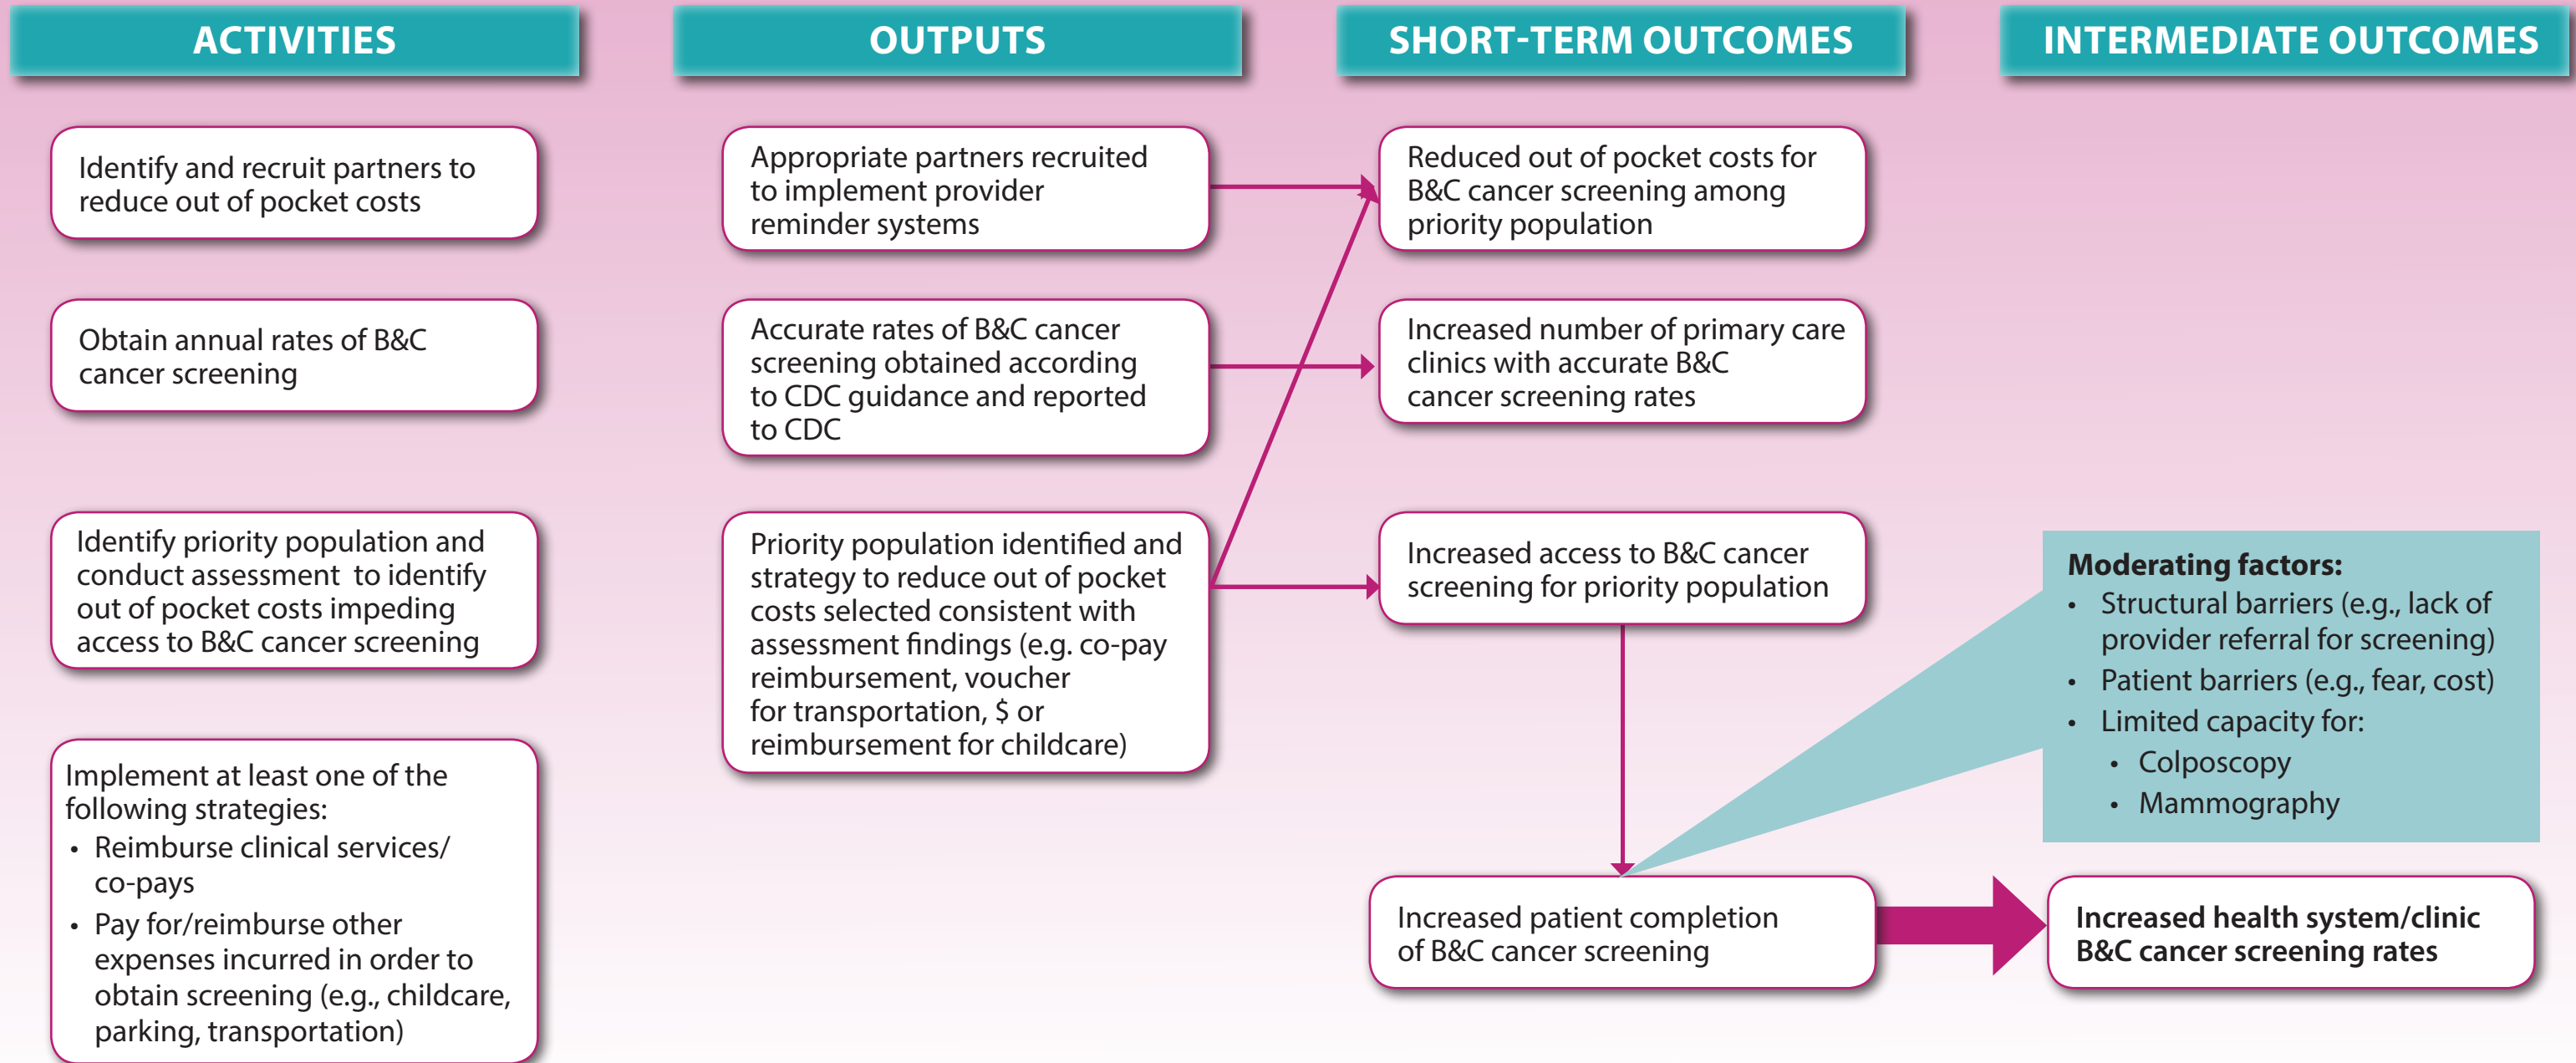 ACTIVITIES
OUTPUTS
SHORT-TERM OUTCOMES
INTERMEDIATE OUTCOMES
Identify and recruit partners to
reduce out of pocket costs
Obtain annual rates of B&C
cancer screening
Identify priority population and
conduct assessment  to identify
out of pocket costs impeding
access to B&C cancer screening
Implement at least one of the
following strategies:
• Reimburse clinical services/
co-pays
• Pay for/reimburse other
expenses incurred in order to
obtain screening (e.g., childcare,
parking, transportation)
Appropriate partners recruited
to implement provider
reminder systems
Accurate rates of B&C cancer
screening obtained according
to CDC guidance and reported
to CDC
Priority population identified and
strategy to reduce out of pocket
costs selected consistent with
assessment findings (e.g. co-pay
reimbursement, voucher
for transportation, $ or
reimbursement for childcare)
Reduced out of pocket costs for
B&C cancer screening among
priority population
Increased number of primary care
clinics with accurate B&C
cancer screening rates
Increased access to B&C cancer
screening for priority population
Increased patient completion
of B&C cancer screening
Moderating factors:
• Structural barriers (e.g., lack of
provider referral for screening)
• Patient barriers (e.g., fear, cost)
• Limited capacity for:
• Colposcopy
• Mammography
Increased health system/clinic
B&C cancer screening rates